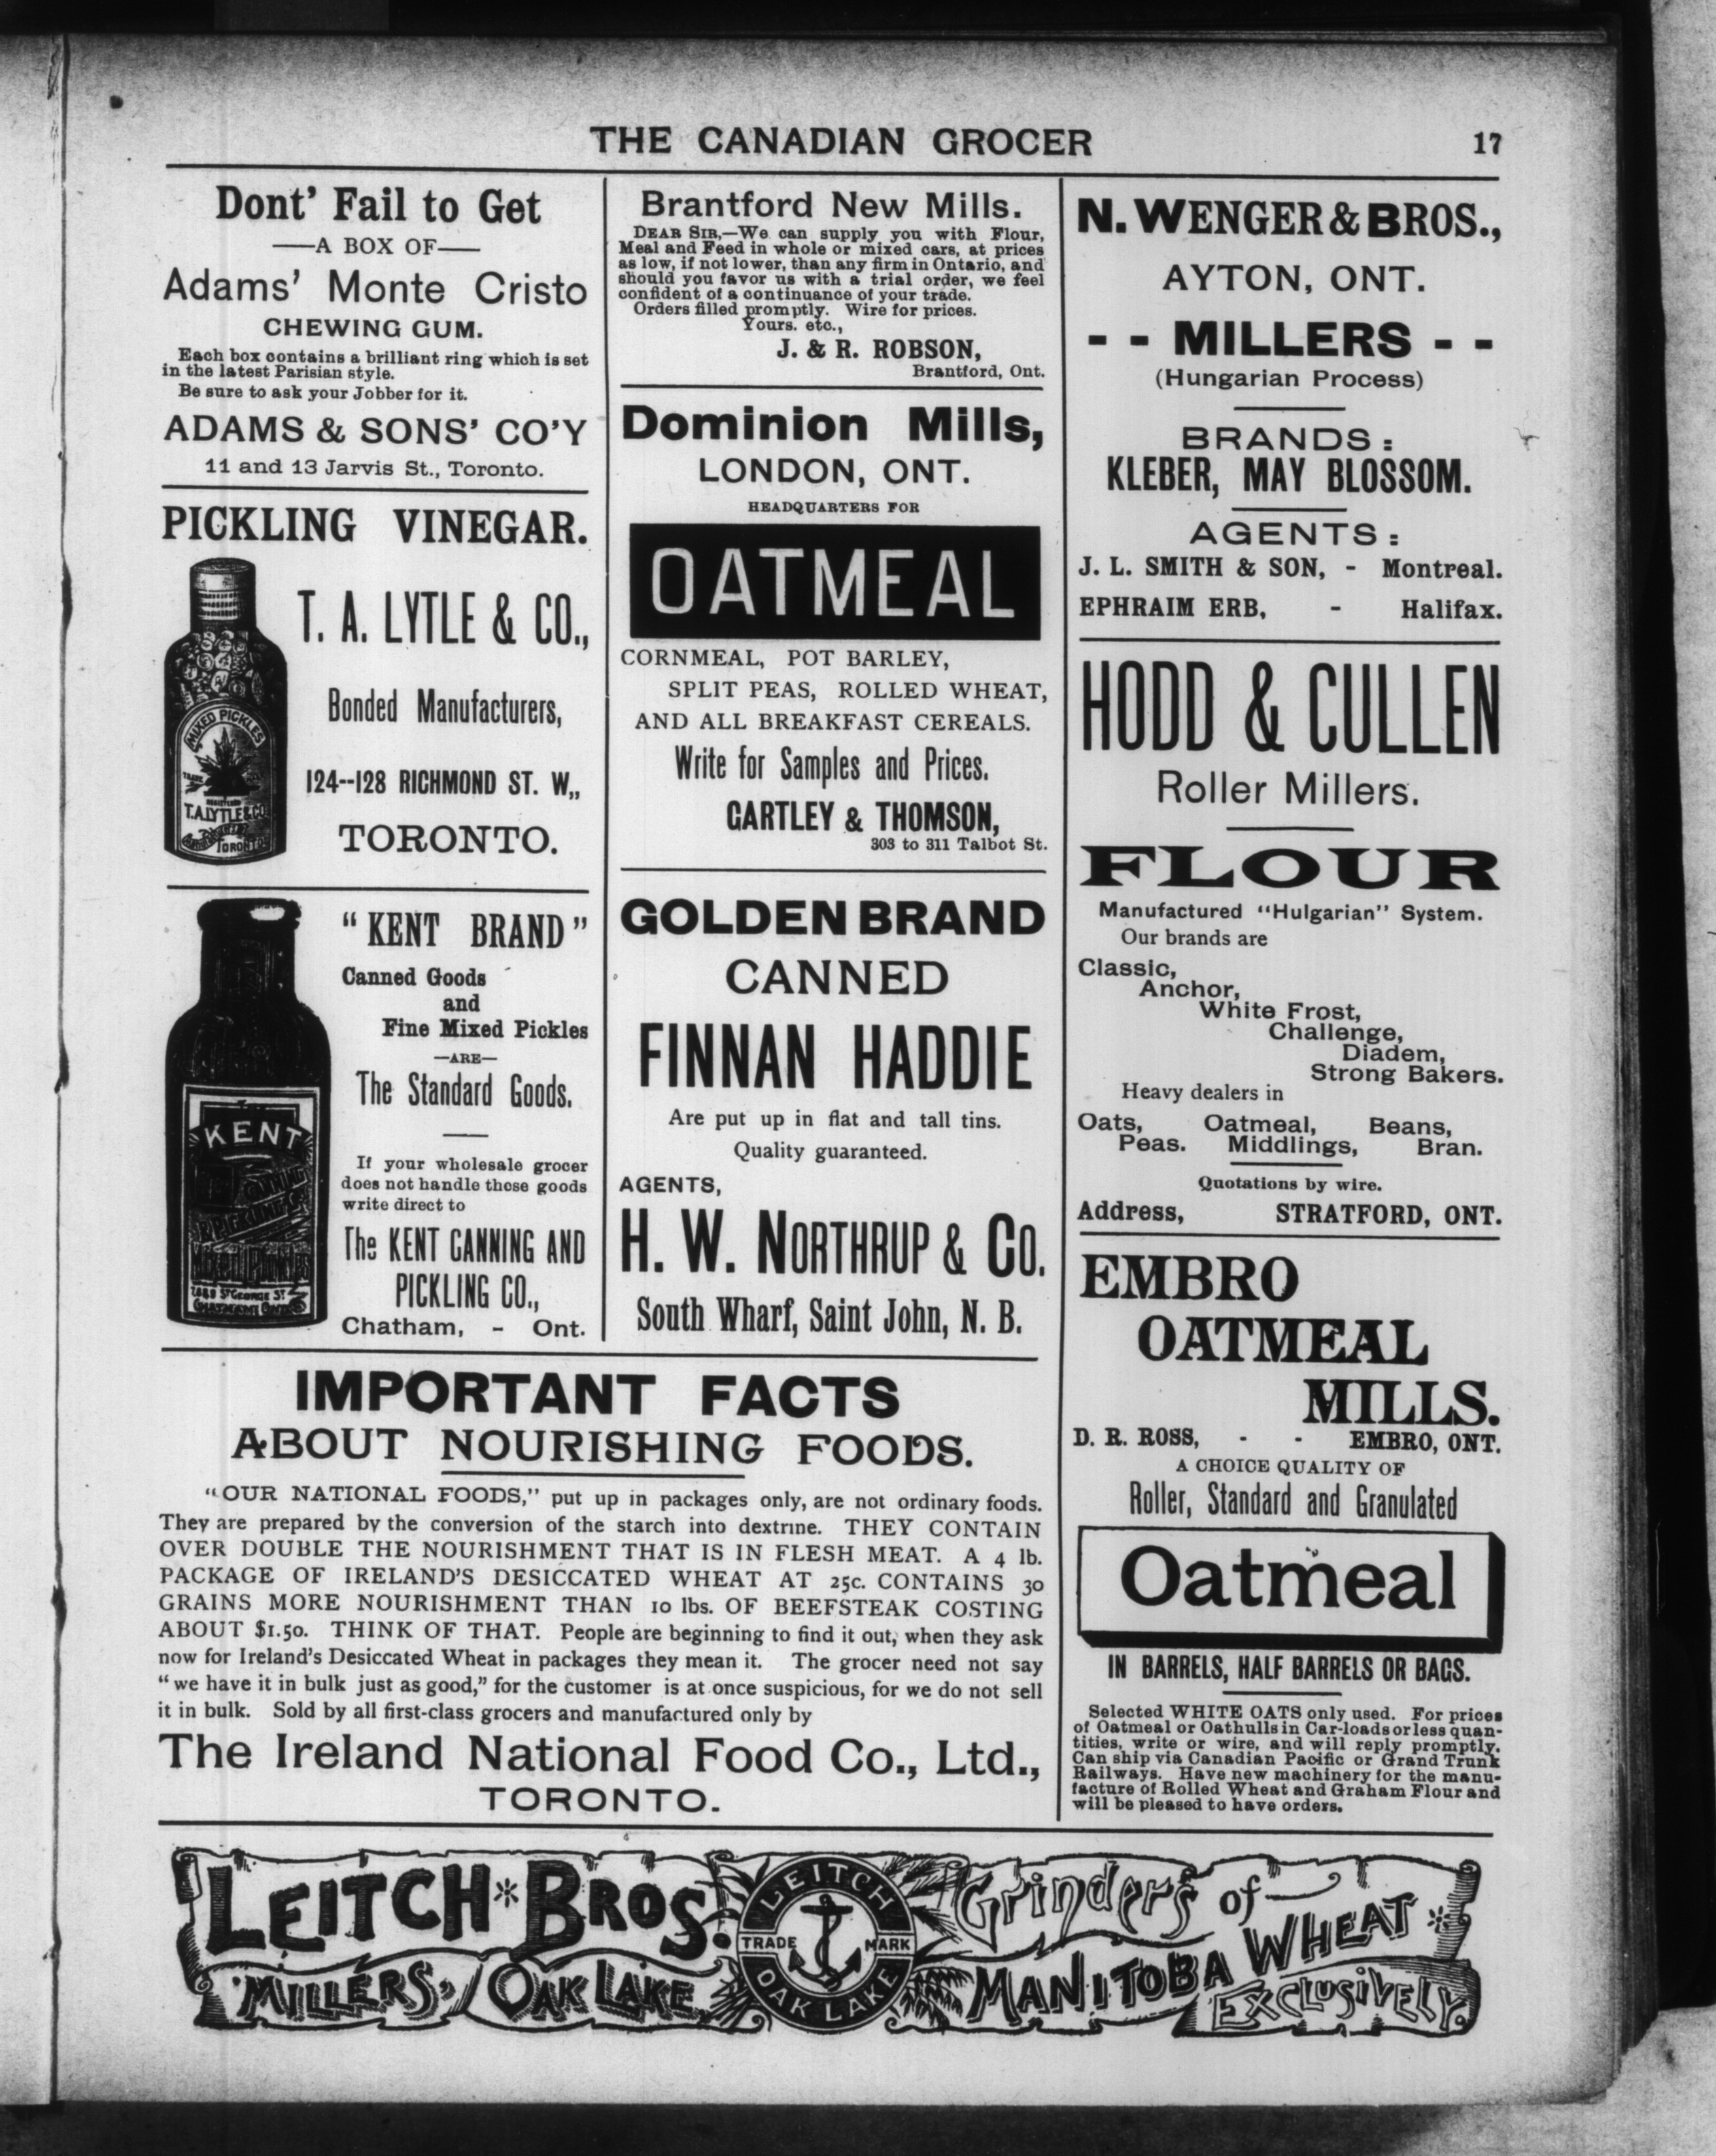 THE CANADIAN GROCER
17
Dont' Fail to Get
—A BOX OF—
Adams' Monte Cristo
CHEWING GUM.
Each box contains a brilliant ring which is set
in the latest Parisian style.
Be sure to ask your Jobber for it.
ADAMS & SONS' CO'Y
11 and 13 Jarvis St., Toronto.
PICKLING VINEGAR.
T. A. LYTLE & CO.,
Bonded Manufacturers,
124--128 RICHMOND ST. W,,
TORONTO.
MIXED PICKLES
REGISTERED
T.A. LYTLE & CO
TORONTO
"KENT BRAND"
Canned Goods
and
Fine Mixed Pickles
—ARE—
The Standard Goods.
If your wholesale grocer
does not handle these goods
write direct to
The KENT CANNING AND
PICKLING CO.,
Chatham, - Ont.
KENT
CANNING
& PICKLING Co
Mixed Pickles
ST GEORGE ST
Brantford New Mills.
DEAR SIR,—We can supply you with Flour,
Meal and Feed in whole or mixed cars, at prices
as low, if not lower, than any firm in Ontario, and
should you favor us with a trial order, we feel
confident of a continuance of your trade.
Orders filled promptly. Wire for prices.
Yours. etc.,
J. & R. ROBSON,
Brantford, Ont.
Dominion Mills,
LONDON, ONT.
HEADQUARTERS FOR
OATMEAL
CORNMEAL, POT BARLEY,
SPLIT PEAS, ROLLED WHEAT,
AND ALL BREAKFAST CEREALS.
Write for Samples and Prices.
GARTLEY & THOMSON,
303 to 311 Talbot St.
GOLDEN BRAND
CANNED
FINNAN HADDIE
Are put up in flat and tall tins.
Quality guaranteed.
AGENTS,
H. W. NORTHRUP & CO.
South Wharf, Saint John, N. B.
IMPORTANT FACTS
ABOUT NOURISHING FOODS.
"OUR NATIONAL FOODS," put up in packages only, are not ordinary foods.
They are prepared by the conversion of the starch into dextrine. THEY CONTAIN
OVER DOUBLE THE NOURISHMENT THAT IS IN FLESH MEAT. A 4 lb.
PACKAGE OF IRELAND'S DESICCATED WHEAT AT 25c. CONTAINS 30
GRAINS MORE NOURISHMENT THAN 10 lbs. OF BEEFSTEAK COSTING
ABOUT $1.50. THINK OF THAT. People are beginning to find it out, when they ask
now for Ireland's Desiccated Wheat in packages they mean it. The grocer need not say
"we have it in bulk just as good," for the customer is at once suspicious, for we do not sell
it in bulk. Sold by all first-class grocers and manufactured only by
The Ireland National Food Co., Ltd.,
TORONTO.
N. WENGER & BROS.,
AYTON, ONT.
- - MILLERS - -
(Hungarian Process)
BRANDS:
KLEBER, MAY BLOSSOM.
AGENTS:
J. L. SMITH & SON, - Montreal.
EPHRAIM ERB, - Halifax.
HODD & CULLEN
Roller Millers.
FLOUR
Manufactured "Hulgarian" System.
Our brands are
Classic,
Anchor,
White Frost,
Challenge,
Diadem,
Strong Bakers.
Heavy dealers in
Oats, Oatmeal, Beans,
Peas. Middlings, Bran.
Quotations by wire.
Address, STRATFORD, ONT.
EMBRO
OATMEAL
MILLS.
D. R. ROSS, - - EMBRO, ONT.
A CHOICE QUALITY OF
Roller, Standard and Granulated
Oatmeal
IN BARRELS, HALF BARRELS OR BAGS.
Selected WHITE OATS only used. For prices
of Oatmeal or Oathulls in Car-loads or less quan-
tities, write or wire, and will reply promptly.
Can ship via Canadian Pacific or Grand Trunk
Railways. Have new machinery for the manu-
facture of Rolled Wheat and Graham Flour and
will be pleased to have orders.
LEITCH BROS.
MILLERS, OAK LAKE
LEITCH
TRADE MARK
OAK LAKE
Grinders of
MANITOBA WHEAT
EXCLUSIVELY.